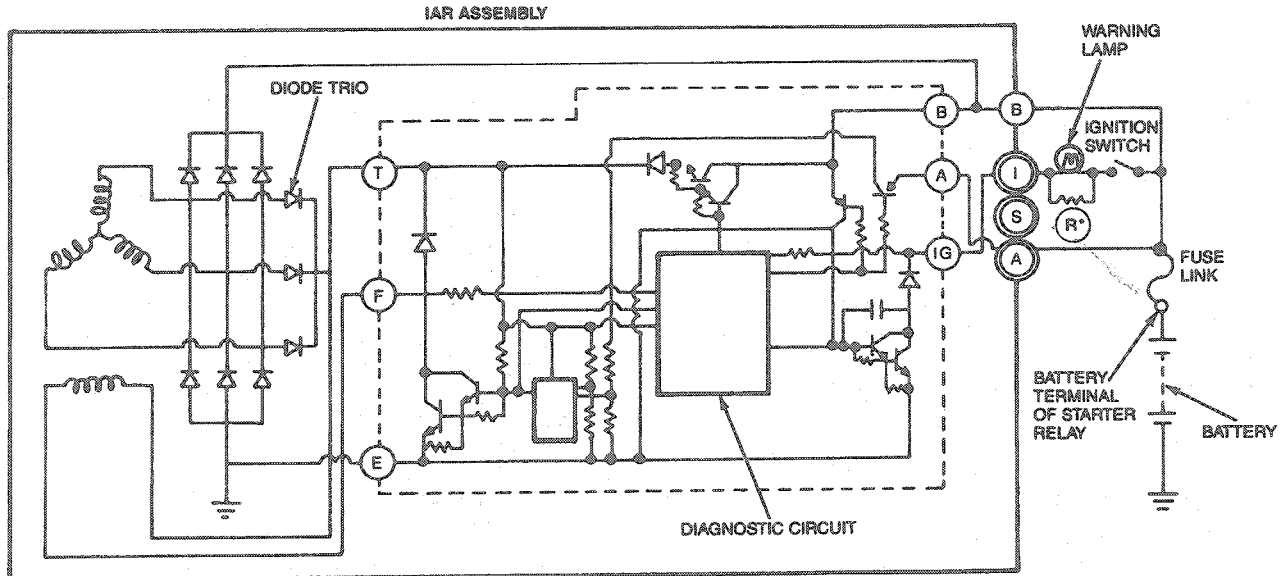 IAR ASSEMBLY
WARNING
LAMP
DIODE TRIO
B
B
IGNITION
SWITCH
T
A
I
S
R*
IG
A
F
FUSE
LINK
BATTERY
TERMINAL
OF STARTER
RELAY
BATTERY
E
DIAGNOSTIC CIRCUIT